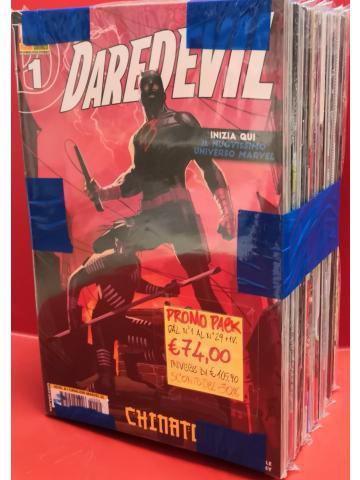 1
DAREDEVIL
INIZIA QUI
IL NUOVISSIMO
UNIVERSO MARVEL
PROMO PACK
DAL N°1 AL N°29
€74,00
INVECE DI € 105,90
SCONTO DEL -30%
CHINATI